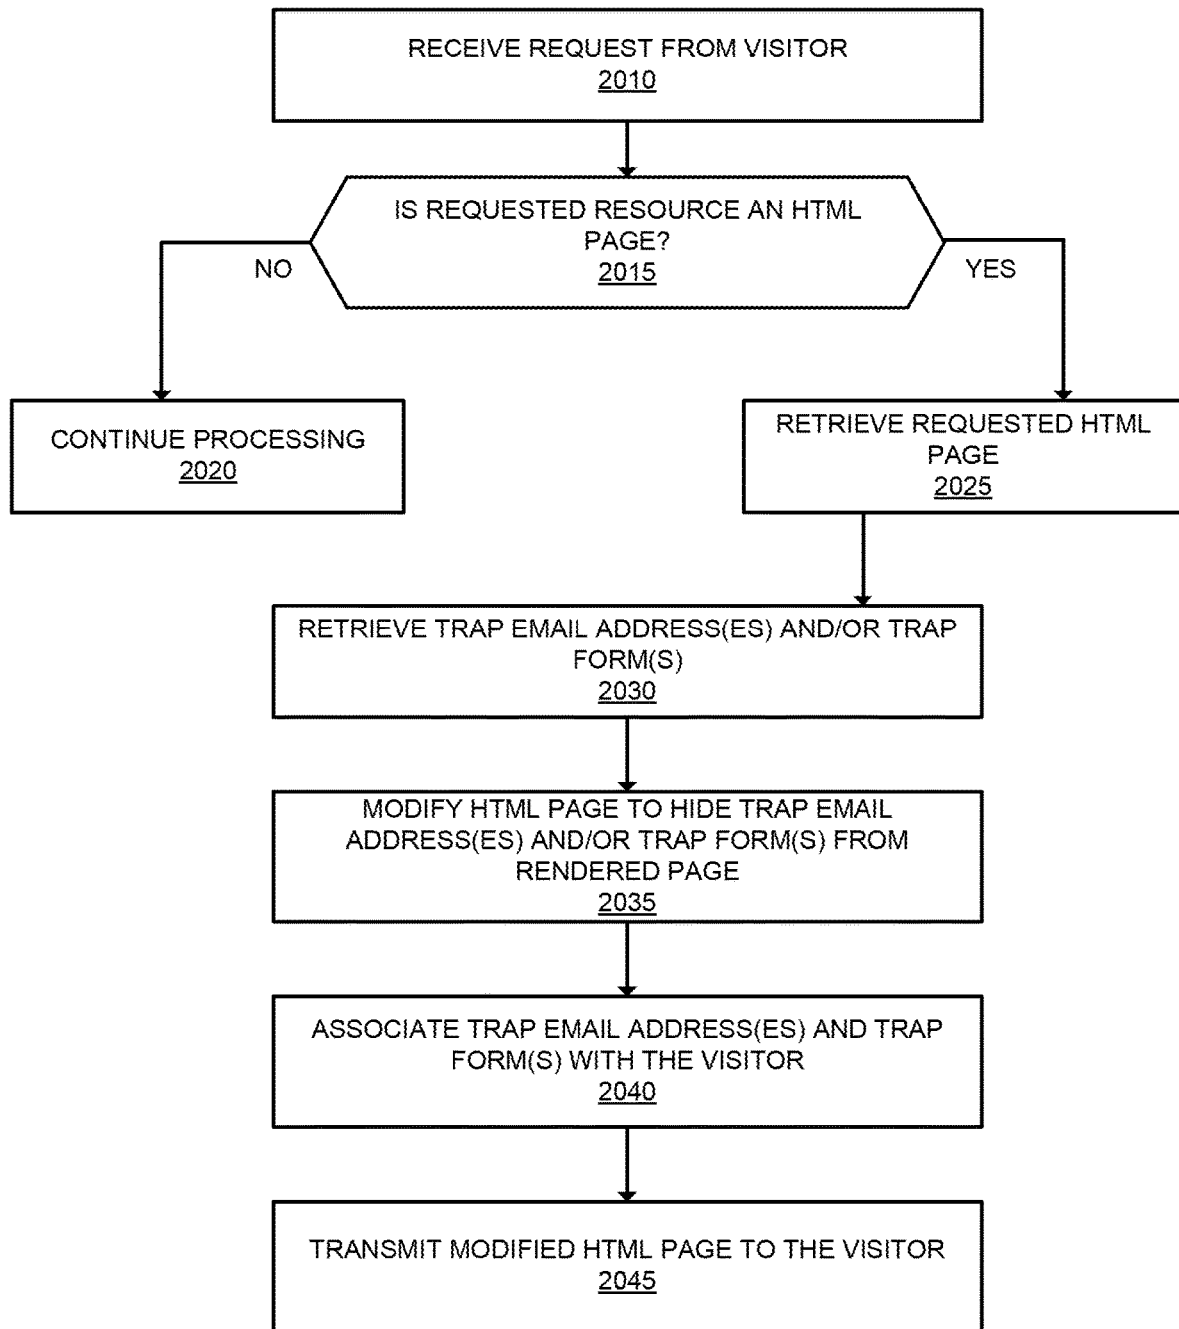 RECEIVE REQUEST FROM VISITOR
2010
IS REQUESTED RESOURCE AN HTML
PAGE?
2015
NO
YES
CONTINUE PROCESSING
2020
RETRIEVE REQUESTED HTML
PAGE
2025
RETRIEVE TRAP EMAIL ADDRESS(ES) AND/OR TRAP
FORM(S)
2030
MODIFY HTML PAGE TO HIDE TRAP EMAIL
ADDRESS(ES) AND/OR TRAP FORM(S) FROM
RENDERED PAGE
2035
ASSOCIATE TRAP EMAIL ADDRESS(ES) AND TRAP
FORM(S) WITH THE VISITOR
2040
TRANSMIT MODIFIED HTML PAGE TO THE VISITOR
2045